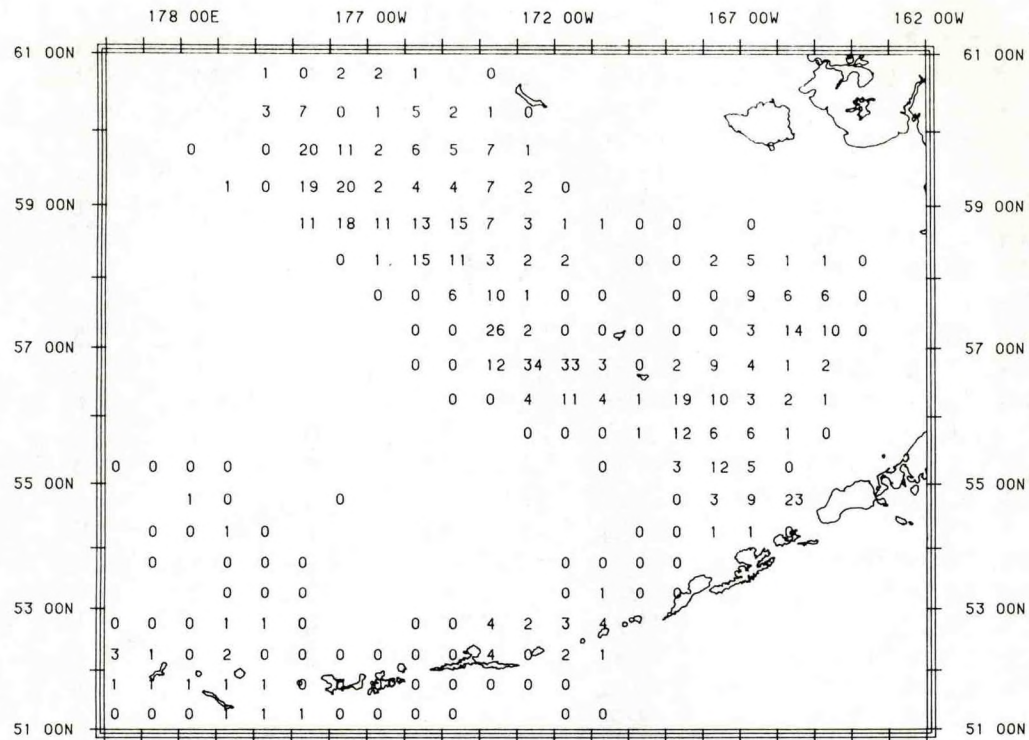 178 00E 177 00W 172 00W 167 00W 162 00W
61 00N 61 00N
1 0 2 2 1 0
3 7 0 1 5 2 1 0
0 0 20 11 2 6 5 7 1
1 0 19 20 2 4 4 7 2 0
59 00N 59 00N
11 18 11 13 15 7 3 1 1 0 0 0
0 1. 15 11 3 2 2 0 0 2 5 1 1 0
0 0 6 10 1 0 0 0 0 9 6 6 0
0 0 26 2 0 0 0 0 0 3 14 10 0
57 00N 57 00N
0 0 12 34 33 3 0 2 9 4 1 2
0 0 4 11 4 1 19 10 3 2 1
0 0 0 1 12 6 6 1 0
0 0 0 0 0 3 12 5 0
55 00N 55 00N
1 0 0 0 3 9 23
0 0 1 0 0 0 1 1 0
0 0 0 0 0 0 0 0
0 0 0 0 1 0 0
53 00N 53 00N
0 0 0 1 1 0 0 0 4 2 3 4
3 1 0 2 0 0 0 0 0 0 4 0 2 1
1 1 1 1 1 0 0 0 0 0 0 0 0
0 0 0 1 1 1 0 0 0 0 0 0
51 00N 51 00N